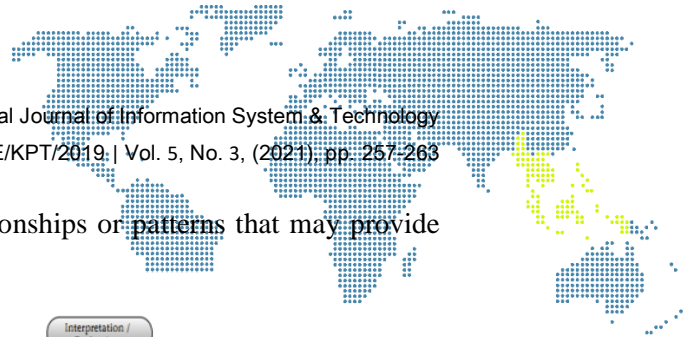 al Journal of Information System & Technology
E/KPT/2019 | Vol. 5, No. 3, (2021), pp. 257-263
onships or patterns that may provide
Interpretation /